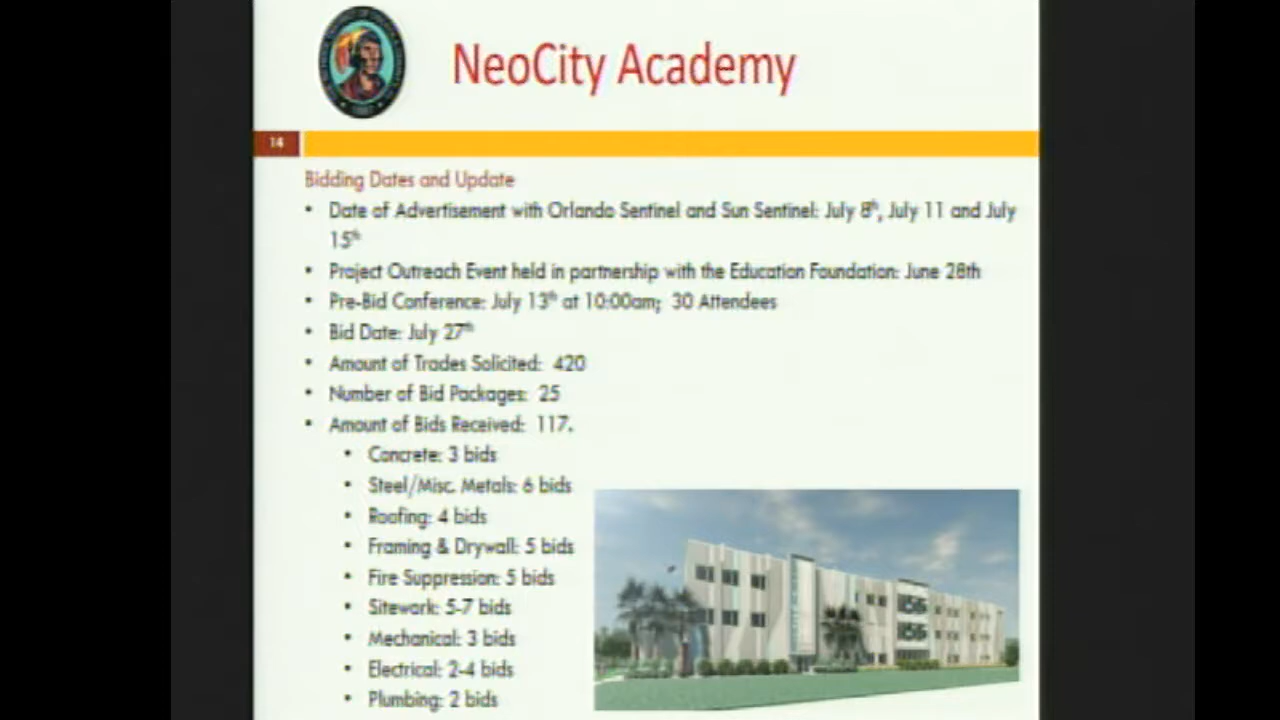 NeoCity Academy
14
Bidding Dates and Update
• Date of Advertisement with Orlando Sentinel and Sun Sentinel: July 8th, July 11 and July
15th
• Project Outreach Event held in partnership with the Education Foundation: June 28th
• Pre-Bid Conference: July 13th at 10:00am; 30 Attendees
• Bid Date: July 27th
• Amount of Trades Solicited: 420
• Number of Bid Packages: 25
• Amount of Bids Received: 117.
• Concrete: 3 bids
• Steel/Misc. Metals: 6 bids
• Roofing: 4 bids
• Framing & Drywall: 5 bids
• Fire Suppression: 5 bids
• Sitework: 5-7 bids
• Mechanical: 3 bids
• Electrical: 2-4 bids
• Plumbing: 2 bids